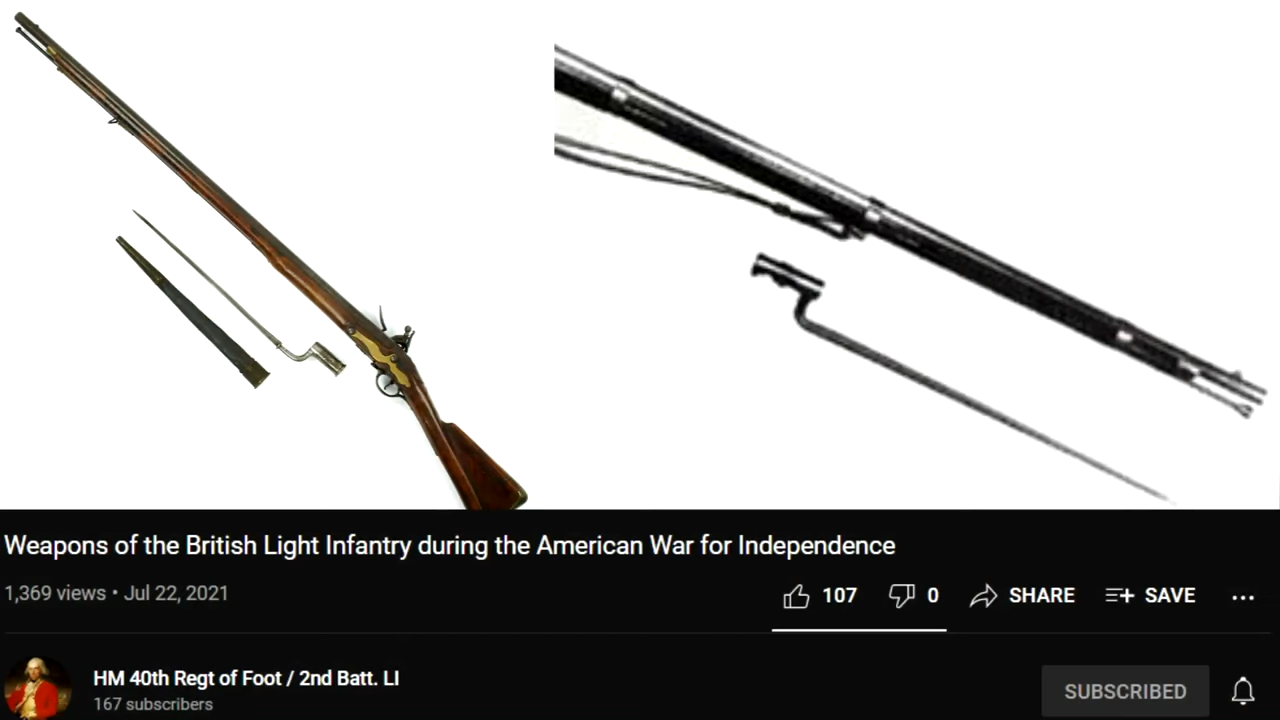 Weapons of the British Light Infantry during the American War for Independence
1,369 views • Jul 22, 2021
107
0
SHARE
SAVE
HM 40th Regt of Foot / 2nd Batt. LI
167 subscribers
SUBSCRIBED